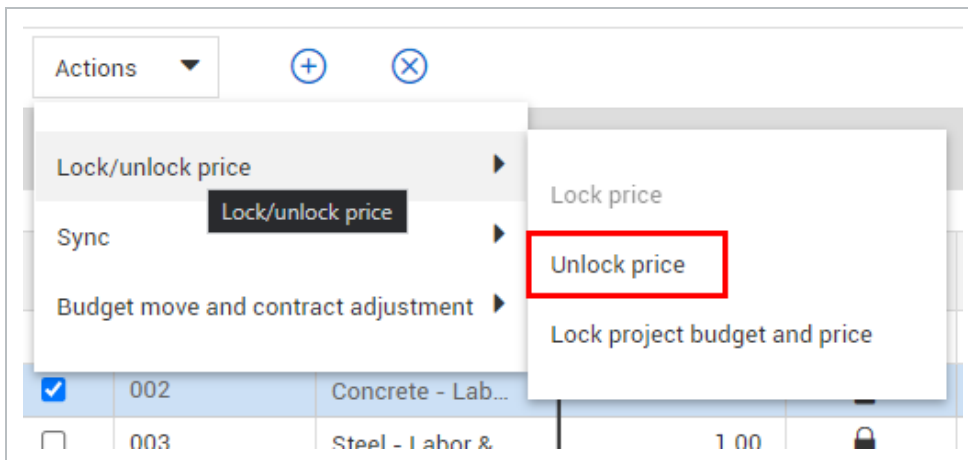 Actions
Lock/unlock price
Lock/unlock price
Sync
Budget move and contract adjustment
Lock price
Unlock price
Lock project budget and price
002 Concrete - Lab...
003 Steel - Labor & 1.00